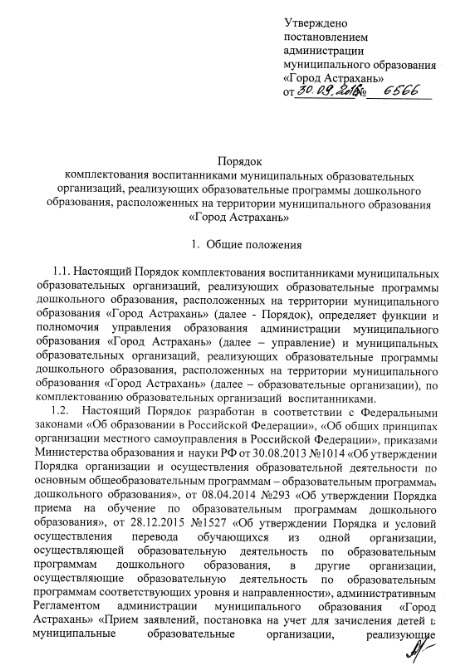 Утверждено
постановлением
администрации
муниципального образования
«Город Астрахань»
от 30.09.2016 № 6566
Порядок
комплектования воспитанниками муниципальных образовательных
организаций, реализующих образовательные программы дошкольного
образования, расположенных на территории муниципального образования
«Город Астрахань»
1. Общие положения
1.1. Настоящий Порядок комплектования воспитанниками муниципальных
образовательных организаций, реализующих образовательные программы
дошкольного образования, расположенных на территории муниципального
образования «Город Астрахань» (далее - Порядок), определяет функции и
полномочия управления образования администрации муниципального
образования «Город Астрахань» (далее – управление) и муниципальных
образовательных организаций, реализующих образовательные программы
дошкольного образования, расположенных на территории муниципального
образования «Город Астрахань» (далее – образовательные организации), по
комплектованию образовательных организаций воспитанниками.
1.2. Настоящий Порядок разработан в соответствии с Федеральными
законами «Об образовании в Российской Федерации», «Об общих принципах
организации местного самоуправления в Российской Федерации», приказами
Министерства образования и науки РФ от 30.08.2013 №1014 «Об утверждении
Порядка организации и осуществления образовательной деятельности по
основным общеобразовательным программам – образовательным программам
дошкольного образования», от 08.04.2014 №293 «Об утверждении Порядка
приема на обучение по образовательным программам дошкольного
образования», от 28.12.2015 №1527 «Об утверждении Порядка и условий
осуществления перевода обучающихся из одной организации,
осуществляющей образовательную деятельность по образовательным
программам дошкольного образования, в другие организации,
осуществляющие образовательную деятельность по образовательным
программам соответствующих уровня и направленности», административным
Регламентом администрации муниципального образования «Город
Астрахань» «Прием заявлений, постановка на учет для зачисления детей в
муниципальные образовательные организации, реализующие